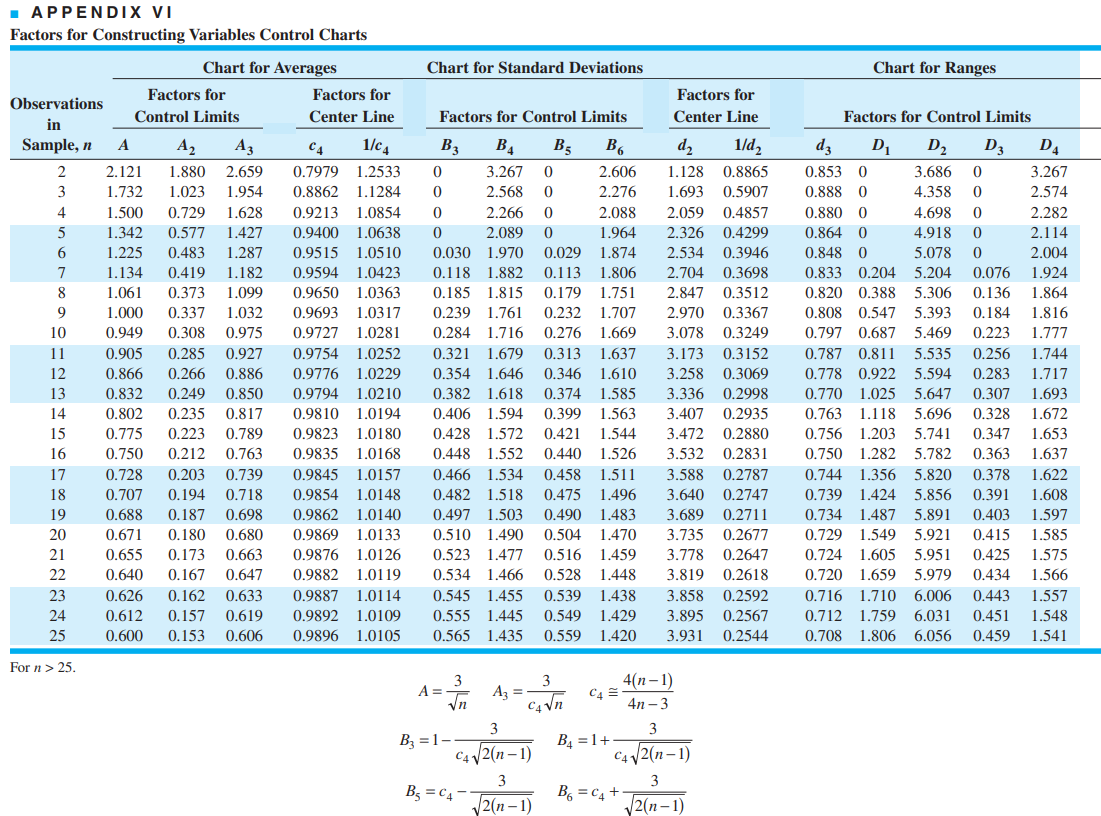 APPENDIX VI
Factors for Constructing Variables Control Charts
Chart for Averages Chart for Standard Deviations Chart for Ranges
Observations in Sample, n Factors for Control Limits Factors for Center Line Factors for Control Limits Factors for Center Line Factors for Control Limits
A A₂ A₃ c₄ 1/c₄ B₃ B₄ B₅ B₆ d₂ 1/d₂ d₃ D₁ D₂ D₃ D₄
2 2.121 1.880 2.659 0.7979 1.2533 0 3.267 0 2.606 1.128 0.8865 0.853 0 3.686 0 3.267
3 1.732 1.023 1.954 0.8862 1.1284 0 2.568 0 2.276 1.693 0.5907 0.888 0 4.358 0 2.574
4 1.500 0.729 1.628 0.9213 1.0854 0 2.266 0 2.088 2.059 0.4857 0.880 0 4.698 0 2.282
5 1.342 0.577 1.427 0.9400 1.0638 0 2.089 0 1.964 2.326 0.4299 0.864 0 4.918 0 2.114
6 1.225 0.483 1.287 0.9515 1.0510 0.030 1.970 0.029 1.874 2.534 0.3946 0.848 0 5.078 0 2.004
7 1.134 0.419 1.182 0.9594 1.0423 0.118 1.882 0.113 1.806 2.704 0.3698 0.833 0.204 5.204 0.076 1.924
8 1.061 0.373 1.099 0.9650 1.0363 0.185 1.815 0.179 1.751 2.847 0.3512 0.820 0.388 5.306 0.136 1.864
9 1.000 0.337 1.032 0.9693 1.0317 0.239 1.761 0.232 1.707 2.970 0.3367 0.808 0.547 5.393 0.184 1.816
10 0.949 0.308 0.975 0.9727 1.0281 0.284 1.716 0.276 1.669 3.078 0.3249 0.797 0.687 5.469 0.223 1.777
11 0.905 0.285 0.927 0.9754 1.0252 0.321 1.679 0.313 1.637 3.173 0.3152 0.787 0.811 5.535 0.256 1.744
12 0.866 0.266 0.886 0.9776 1.0229 0.354 1.646 0.346 1.610 3.258 0.3069 0.778 0.922 5.594 0.283 1.717
13 0.832 0.249 0.850 0.9794 1.0210 0.382 1.618 0.374 1.585 3.336 0.2998 0.770 1.025 5.647 0.307 1.693
14 0.802 0.235 0.817 0.9810 1.0194 0.406 1.594 0.399 1.563 3.407 0.2935 0.763 1.118 5.696 0.328 1.672
15 0.775 0.223 0.789 0.9823 1.0180 0.428 1.572 0.421 1.544 3.472 0.2880 0.756 1.203 5.741 0.347 1.653
16 0.750 0.212 0.763 0.9835 1.0168 0.448 1.552 0.440 1.526 3.532 0.2831 0.750 1.282 5.782 0.363 1.637
17 0.728 0.203 0.739 0.9845 1.0157 0.466 1.534 0.458 1.511 3.588 0.2787 0.744 1.356 5.820 0.378 1.622
18 0.707 0.194 0.718 0.9854 1.0148 0.482 1.518 0.475 1.496 3.640 0.2747 0.739 1.424 5.856 0.391 1.608
19 0.688 0.187 0.698 0.9862 1.0140 0.497 1.503 0.490 1.483 3.689 0.2711 0.734 1.487 5.891 0.403 1.597
20 0.671 0.180 0.680 0.9869 1.0133 0.510 1.490 0.504 1.470 3.735 0.2677 0.729 1.549 5.921 0.415 1.585
21 0.655 0.173 0.663 0.9876 1.0126 0.523 1.477 0.516 1.459 3.778 0.2647 0.724 1.605 5.951 0.425 1.575
22 0.640 0.167 0.647 0.9882 1.0119 0.534 1.466 0.528 1.448 3.819 0.2618 0.720 1.659 5.979 0.434 1.566
23 0.626 0.162 0.633 0.9887 1.0114 0.545 1.455 0.539 1.438 3.858 0.2592 0.716 1.710 6.006 0.443 1.557
24 0.612 0.157 0.619 0.9892 1.0109 0.555 1.445 0.549 1.429 3.895 0.2567 0.712 1.759 6.031 0.451 1.548
25 0.600 0.153 0.606 0.9896 1.0105 0.565 1.435 0.559 1.420 3.931 0.2544 0.708 1.806 6.056 0.459 1.541
For n > 25.
A = 3/√n A₃ = 3/(c₄√n) c₄ ≅ 4(n−1)/(4n−3)
B₃ = 1 − 3/(c₄√(2(n−1))) B₄ = 1 + 3/(c₄√(2(n−1)))
B₅ = c₄ − 3/√(2(n−1)) B₆ = c₄ + 3/√(2(n−1))